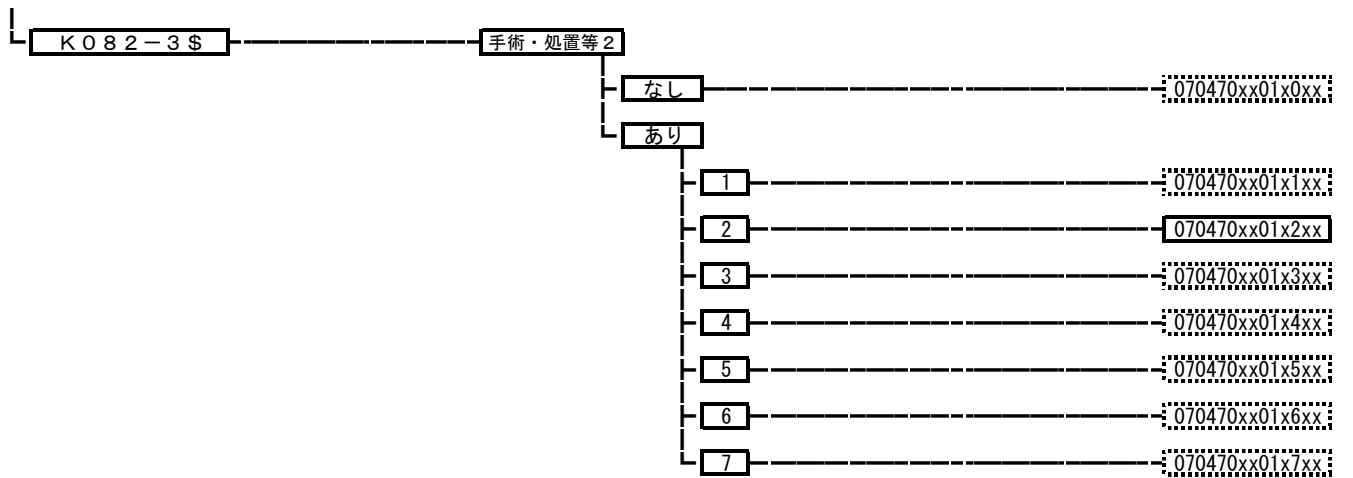 K082-3$ 手術・処置等2
なし 070470xx01x0xx
あり
1 070470xx01x1xx
2 070470xx01x2xx
3 070470xx01x3xx
4 070470xx01x4xx
5 070470xx01x5xx
6 070470xx01x6xx
7 070470xx01x7xx